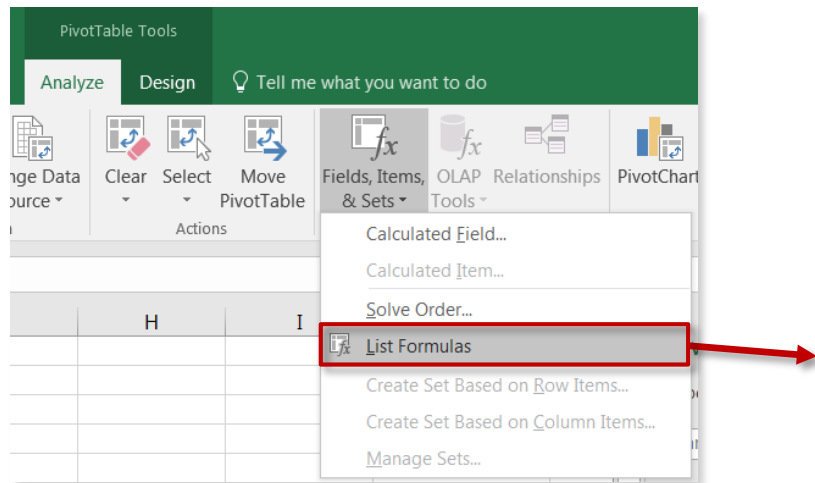 PivotTable Tools
Analyze Design Tell me what you want to do
nge Data Clear Select Move Fields, Items, OLAP Relationships PivotChart
ource PivotTable & Sets Tools
Actions
Calculated Field...
Calculated Item...
Solve Order...
H I
List Formulas
Create Set Based on Row Items...
Create Set Based on Column Items...
Manage Sets...